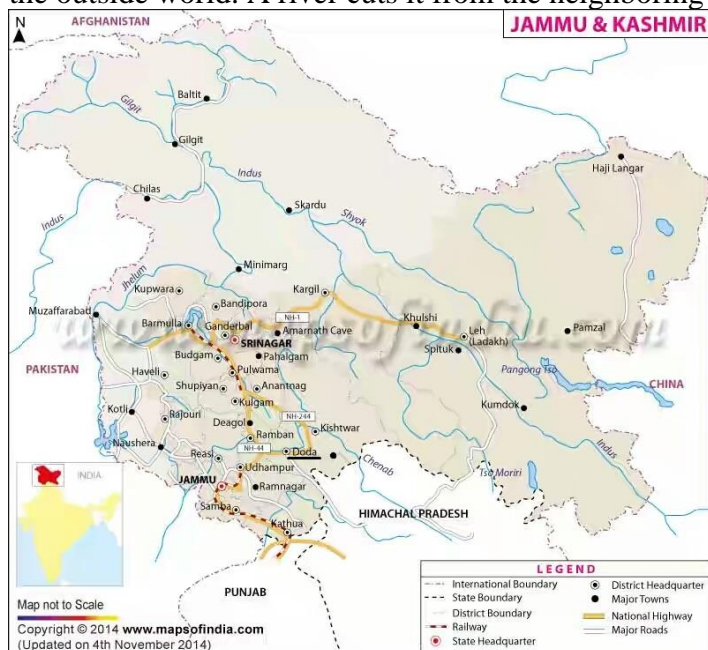 the outside world. A river cuts it from the neighboring
JAMMU & KASHMIR
N
AFGHANISTAN
Gilgit
Baltit
Gilgit
Haji Langar
Chilas
Indus
Skardu
Shyok
Indus
Minimarg
Jhelum
Kupwara
Bandipora
Kargil
Muzaffarabad
NH-1
Khulshi
Barmulla
Ganderbal
Amarnath Cave
Leh
(Ladakh)
Pamzal
SRINAGAR
www.mapsofindia.com
Budgam
Pahalgam
Spituk
PAKISTAN
Haveli
Pulwama
Pangong Tso
CHINA
Shupiyan
Anantnag
Kulgam
Kumdok
Kotli
Rajouri
Deagol
NH-244
Kishtwar
Indus
Naushera
Ramban
NH-44
Doda
Chenab
Reasi
Udhampur
Tso Moriri
INDIA
JAMMU
Ramnagar
Samba
HIMACHAL PRADESH
Kathua
PUNJAB
LEGEND
International Boundary
District Headquarter
State Boundary
Major Towns
District Boundary
National Highway
Railway
Major Roads
State Headquarter
Map not to Scale
Copyright © 2014 www.mapsofindia.com
(Updated on 4th November 2014)